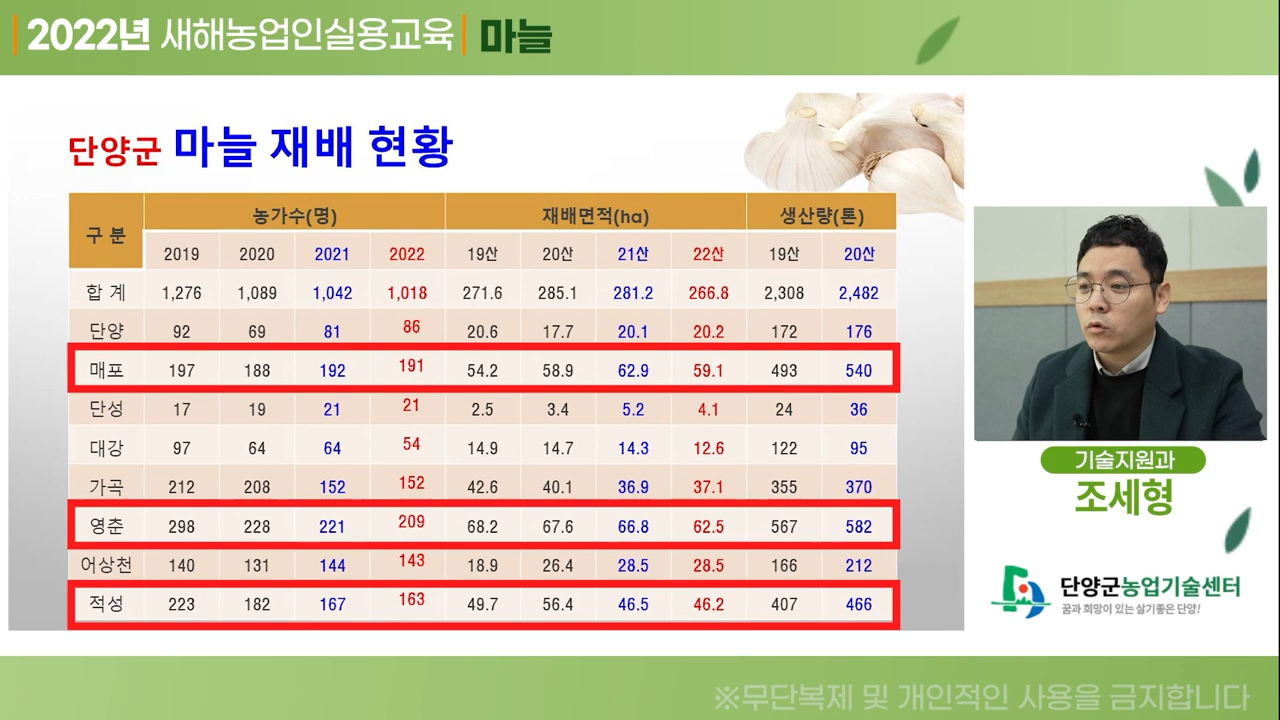 2022년 새해농업인실용교육 마늘
단양군 마늘 재배 현황
구 분 농가수(명) 재배면적(ha) 생산량(톤)
2019 2020 2021 2022 19산 20산 21산 22산 19산 20산
합 계 1,276 1,089 1,042 1,018 271.6 285.1 281.2 266.8 2,308 2,482
단양 92 69 81 86 20.6 17.7 20.1 20.2 172 176
매포 197 188 192 191 54.2 58.9 62.9 59.1 493 540
단성 17 19 21 21 2.5 3.4 5.2 4.1 24 36
대강 97 64 64 54 14.9 14.7 14.3 12.6 122 95
가곡 212 208 152 152 42.6 40.1 36.9 37.1 355 370
영춘 298 228 221 209 68.2 67.6 66.8 62.5 567 582
어상천 140 131 144 143 18.9 26.4 28.5 28.5 166 212
적성 223 182 167 163 49.7 56.4 46.5 46.2 407 466
기술지원과
조세형
단양군농업기술센터
꿈과 희망이 있는 살기좋은 단양!
※무단복제 및 개인적인 사용을 금지합니다